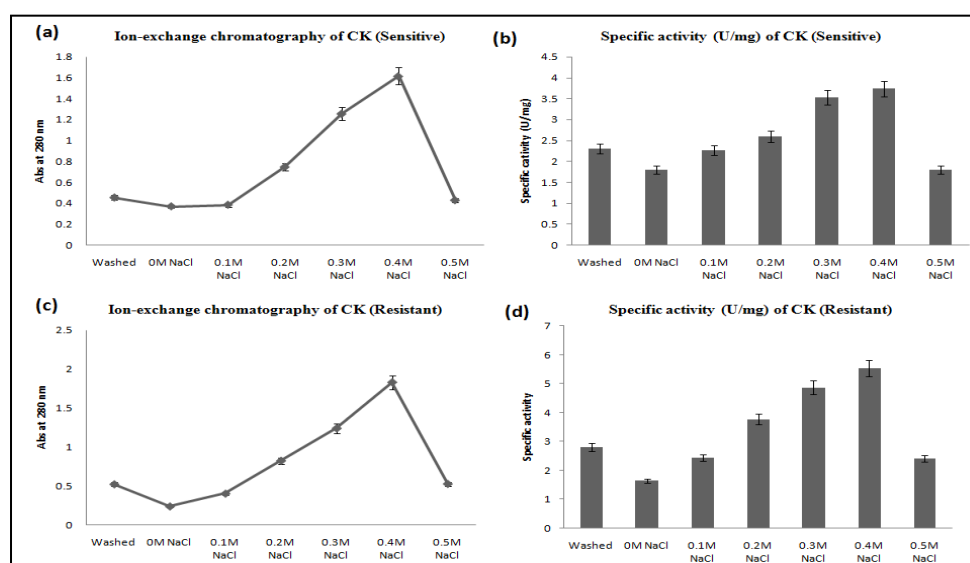 (a)
Ion-exchange chromatography of CK (Sensitive)
1.8
1.6
1.4
1.2
1
0.8
0.6
0.4
0.2
0
Abs at 280 nm
Washed 0M NaCl 0.1M NaCl 0.2M NaCl 0.3M NaCl 0.4M NaCl 0.5M NaCl
(b)
Specific activity (U/mg) of CK (Sensitive)
4.5
4
3.5
3
2.5
2
1.5
1
0.5
0
Specific cativity (U/mg)
Washed 0M NaCl 0.1M NaCl 0.2M NaCl 0.3M NaCl 0.4M NaCl 0.5M NaCl
(c)
Ion-exchange chromatography of CK (Resistant)
2.5
2
1.5
1
0.5
0
Abs at 280 nm
Washed 0M NaCl 0.1M NaCl 0.2M NaCl 0.3M NaCl 0.4M NaCl 0.5M NaCl
(d)
Specific activity (U/mg) of CK (Resistant)
7
6
5
4
3
2
1
0
Specific activity
Washed 0M NaCl 0.1M NaCl 0.2M NaCl 0.3M NaCl 0.4M NaCl 0.5M NaCl